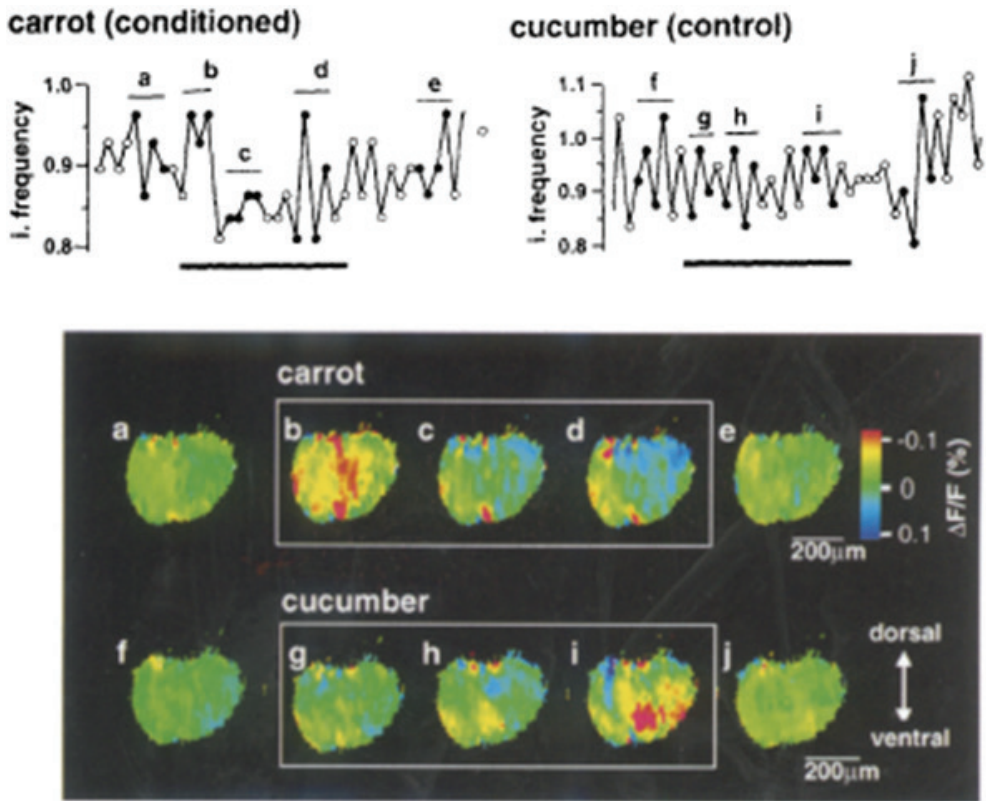 carrot (conditioned)
cucumber (control)
a
b
c
d
e
1.0
0.9
0.8
i. frequency
f
g
h
i
j
1.1
1.0
0.9
0.8
i. frequency
carrot
a
b
c
d
e
-0.1
0
0.1
ΔF/F (%)
200μm
cucumber
f
g
h
i
j
dorsal
ventral
200μm